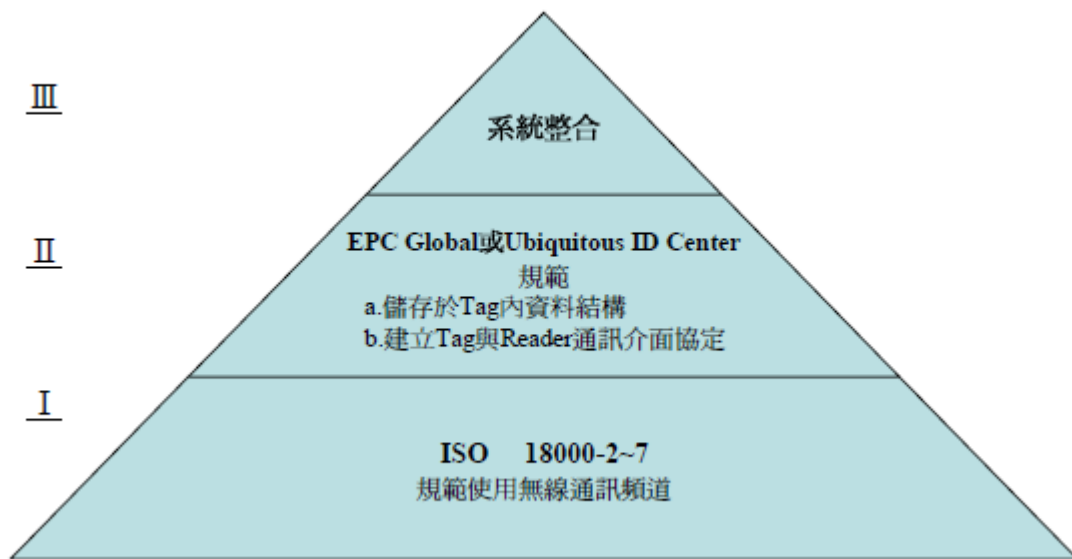 Ⅲ
系統整合
Ⅱ
EPC Global或Ubiquitous ID Center
規範
a.儲存於Tag內資料結構
b.建立Tag與Reader通訊介面協定
Ⅰ
ISO 18000-2~7
規範使用無線通訊頻道